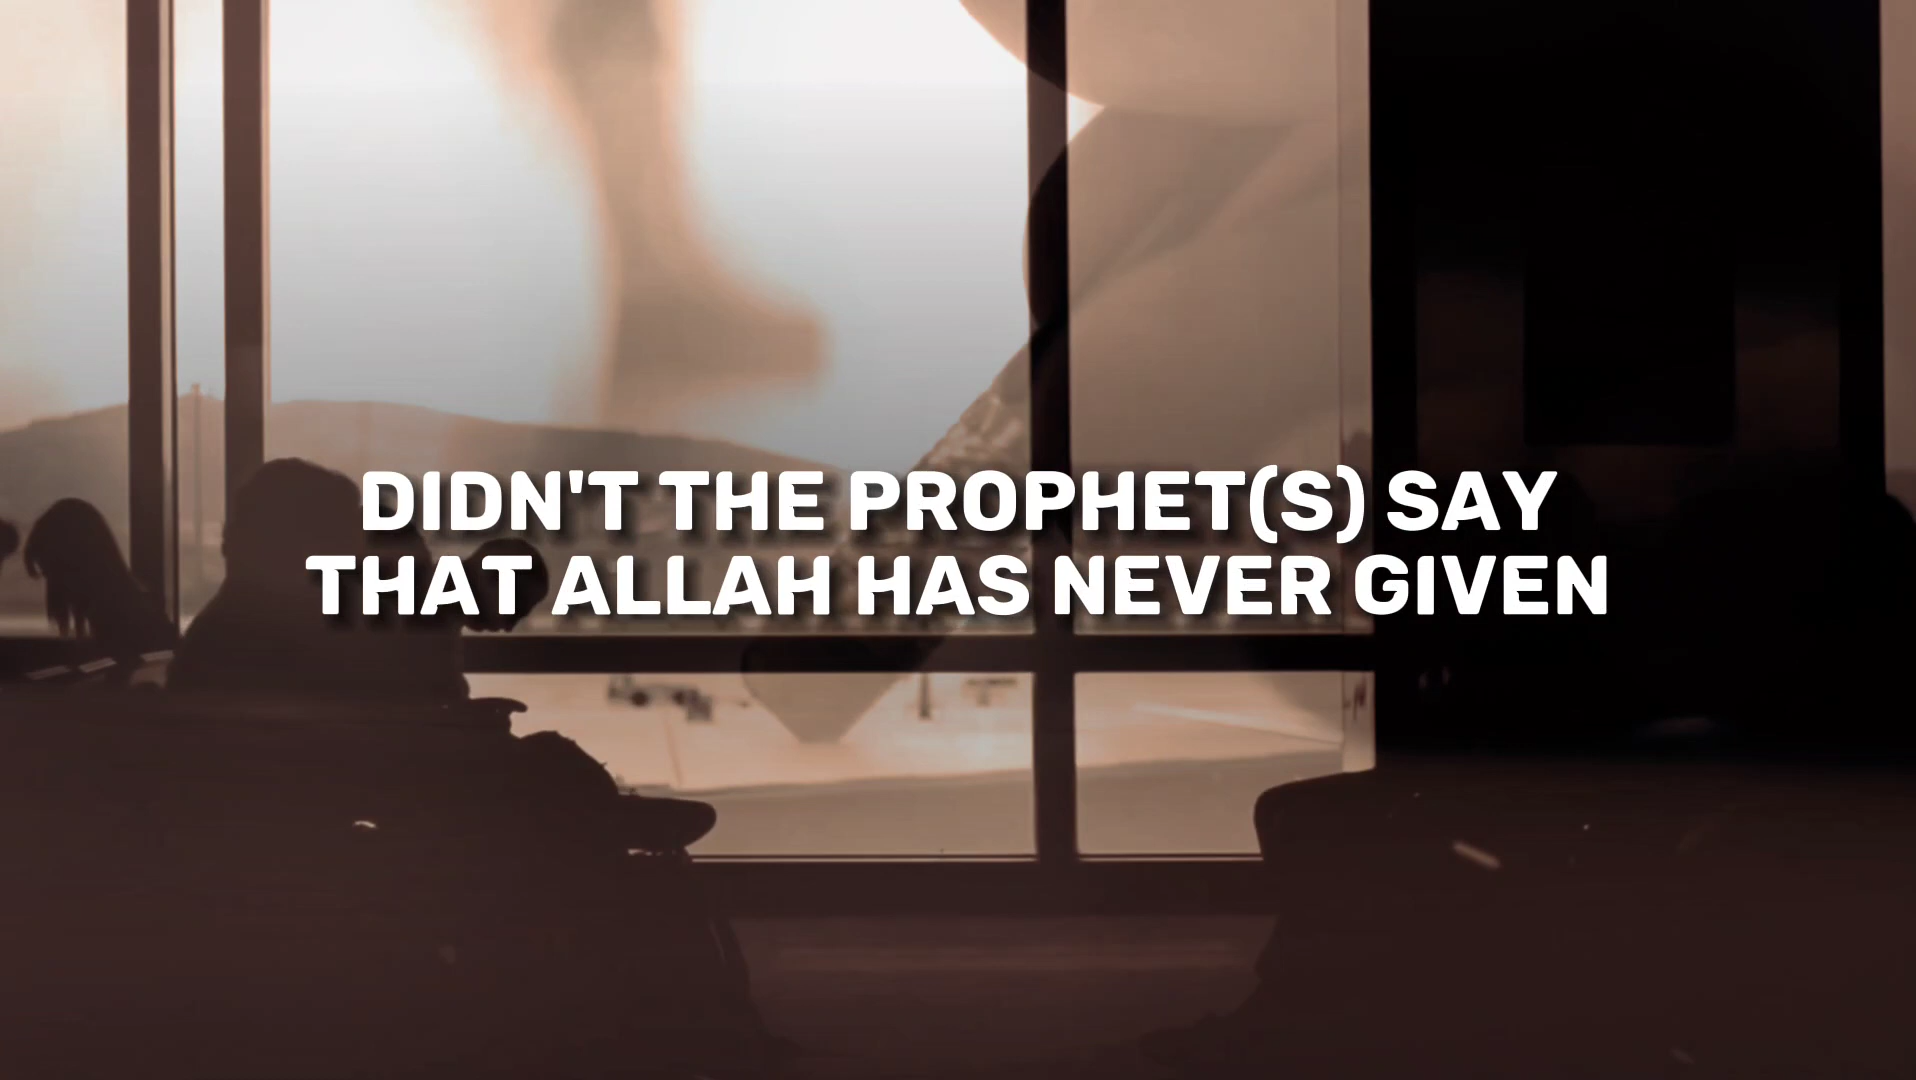 DIDN'T THE PROPHET(S) SAY
THAT ALLAH HAS NEVER GIVEN